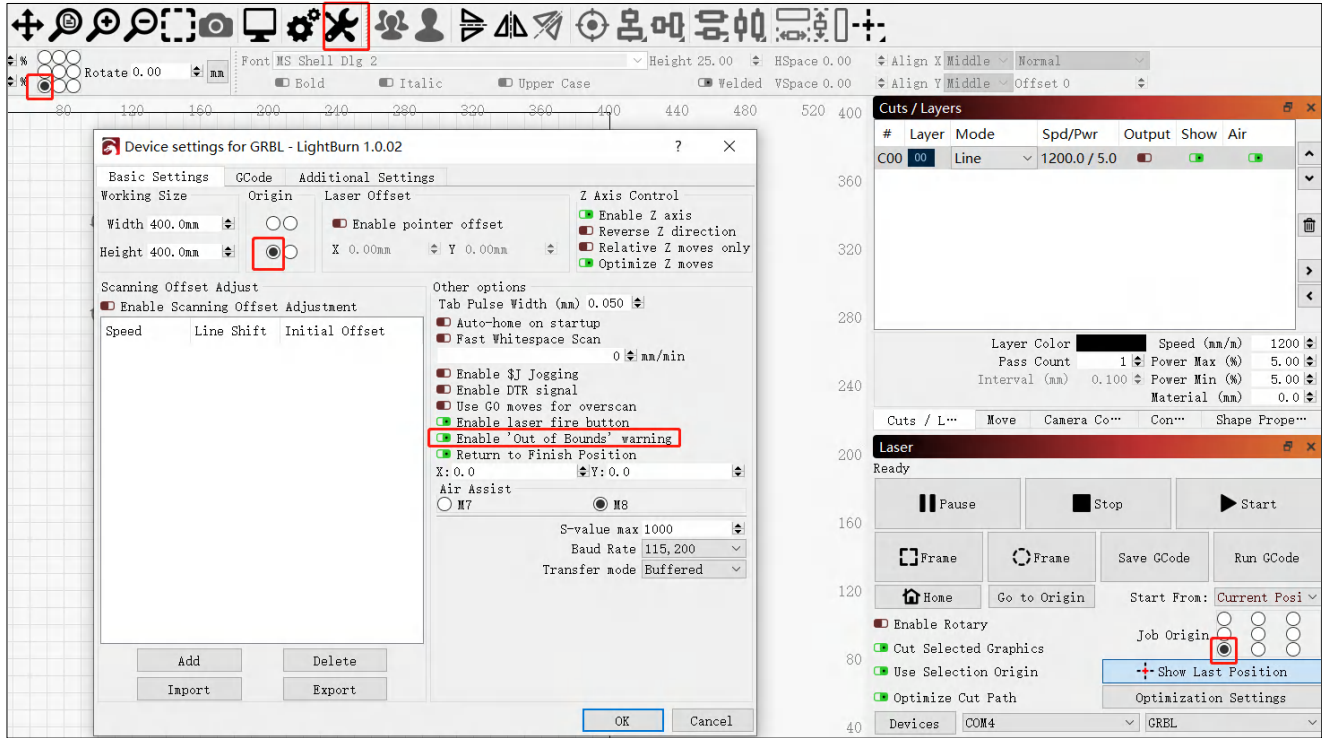 % Rotate 0.00 mm Font MS Shell Dlg 2 Height 25.00 HSpace 0.00 Align X Middle Normal
% Bold Italic Upper Case Welded VSpace 0.00 Align Y Middle Offset 0
80 120 160 200 240 280 320 360 400 440 480 520 400
Device settings for GRBL - LightBurn 1.0.02 ? ×
Basic Settings GCode Additional Settings
Working Size Origin Laser Offset Z Axis Control
Width 400.0mm Enable pointer offset Enable Z axis
Reverse Z direction
Height 400.0mm X 0.00mm Y 0.00mm Relative Z moves only
Optimize Z moves
Scanning Offset Adjust Other options
Enable Scanning Offset Adjustment Tab Pulse Width (mm) 0.050
Speed Line Shift Initial Offset Auto-home on startup
Fast Whitespace Scan
0 mm/min
Enable $J Jogging
Enable DTR signal
Use G0 moves for overscan
Enable laser fire button
Enable 'Out of Bounds' warning
Return to Finish Position
X: 0.0 Y: 0.0
Air Assist
M7 M8
S-value max 1000
Baud Rate 115,200
Transfer mode Buffered
Add Delete
Import Export
OK Cancel
360
320
280
240
200
160
120
80
40
Cuts / Layers
# Layer Mode Spd/Pwr Output Show Air
C00 00 Line 1200.0 / 5.0
Layer Color Speed (mm/m) 1200
Pass Count 1 Power Max (%) 5.00
Interval (mm) 0.100 Power Min (%) 5.00
Material (mm) 0.0
Cuts / L··· Move Camera Co··· Con··· Shape Prope···
Laser
Ready
Pause Stop Start
Frame Frame Save GCode Run GCode
Home Go to Origin Start From: Current Posi
Enable Rotary
Job Origin
Cut Selected Graphics
Use Selection Origin Show Last Position
Optimize Cut Path Optimization Settings
Devices COM4 GRBL